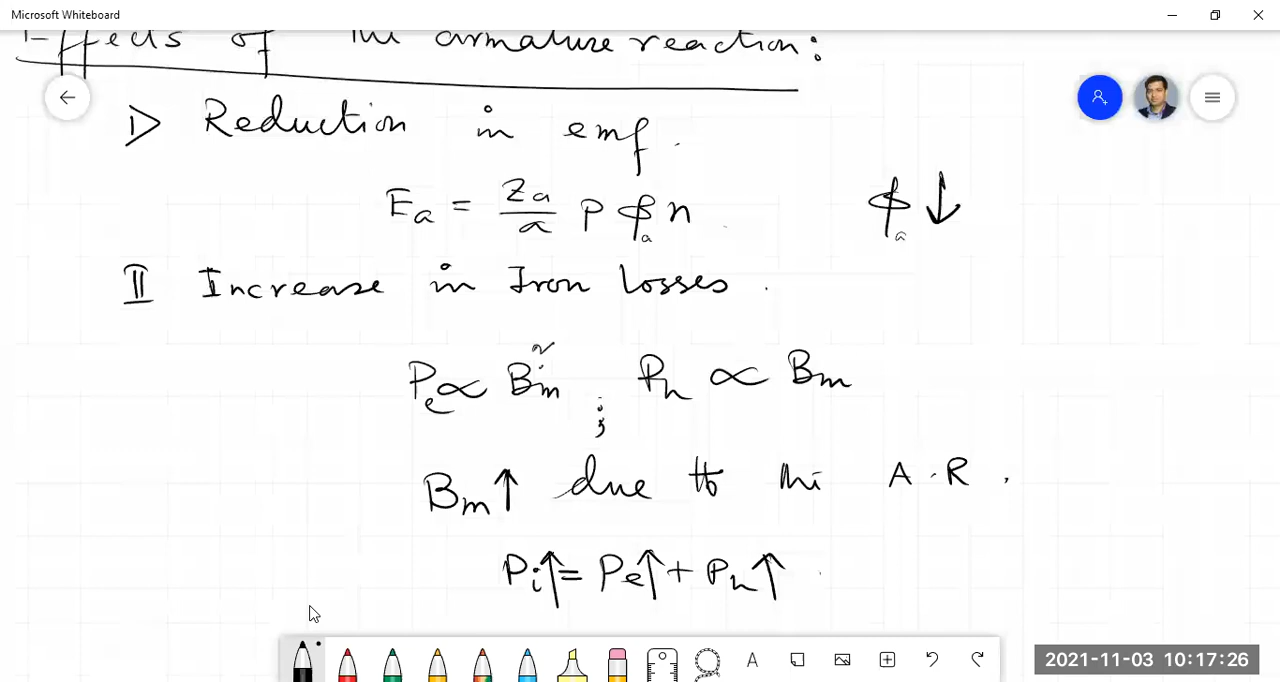 Microsoft Whiteboard
Effects of the armature reaction:
I> Reduction in emf.
Ea = Za/a P ϕa n   ϕa ↓
II Increase in Iron losses.
Pe ∝ Bm² ; Ph ∝ Bm
Bm ↑ due to the A.R.
Pi↑ = Pe↑ + Ph↑
2021-11-03 10:17:26